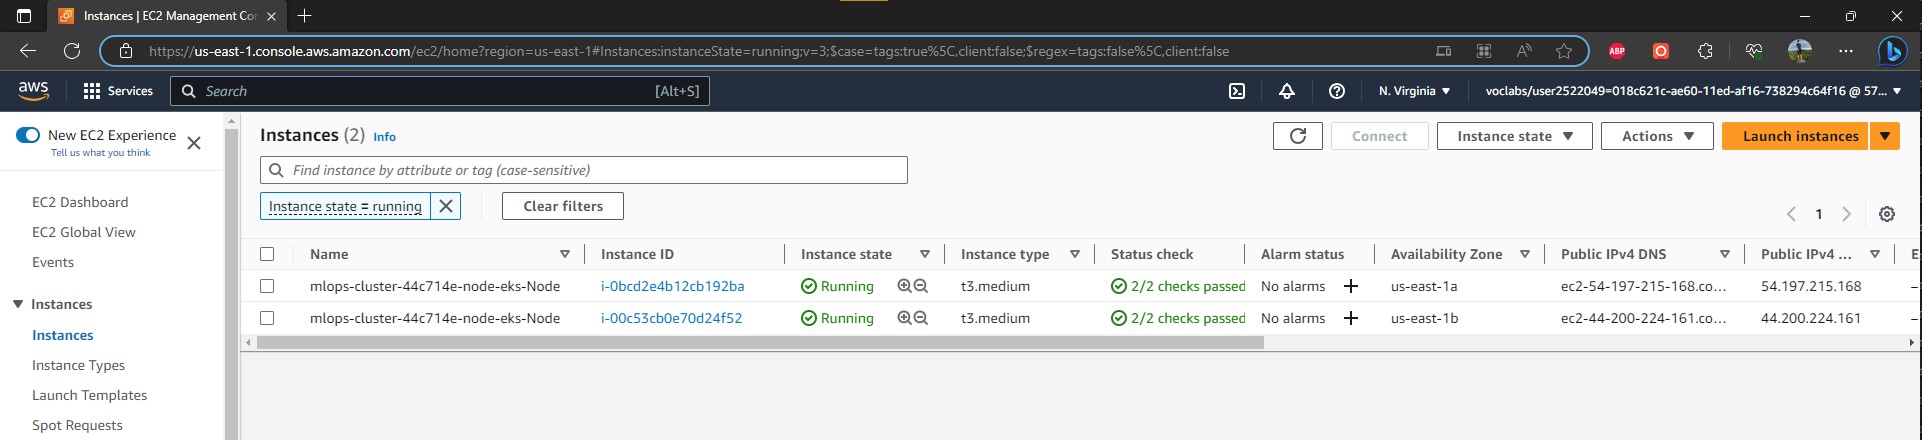 Instances | EC2 Management Co
https://us-east-1.console.aws.amazon.com/ec2/home?region=us-east-1#Instances:instanceState=running;v=3;$case=tags:true%5C,client:false;$regex=tags:false%5C,client:false
ABP
aws Services Search [Alt+S] N. Virginia voclabs/user2522049=018c621c-ae60-11ed-af16-738294c64f16 @ 57...
New EC2 Experience
Tell us what you think
EC2 Dashboard
EC2 Global View
Events
Instances
Instances
Instance Types
Launch Templates
Spot Requests
Instances (2) Info Connect Instance state Actions Launch instances
Find instance by attribute or tag (case-sensitive)
Instance state = running Clear filters
1
Name Instance ID Instance state Instance type Status check Alarm status Availability Zone Public IPv4 DNS Public IPv4 ... E
mlops-cluster-44c714e-node-eks-Node i-0bcd2e4b12cb192ba Running t3.medium 2/2 checks passed No alarms + us-east-1a ec2-54-197-215-168.co... 54.197.215.168 –
mlops-cluster-44c714e-node-eks-Node i-00c53cb0e70d24f52 Running t3.medium 2/2 checks passed No alarms + us-east-1b ec2-44-200-224-161.co... 44.200.224.161 –